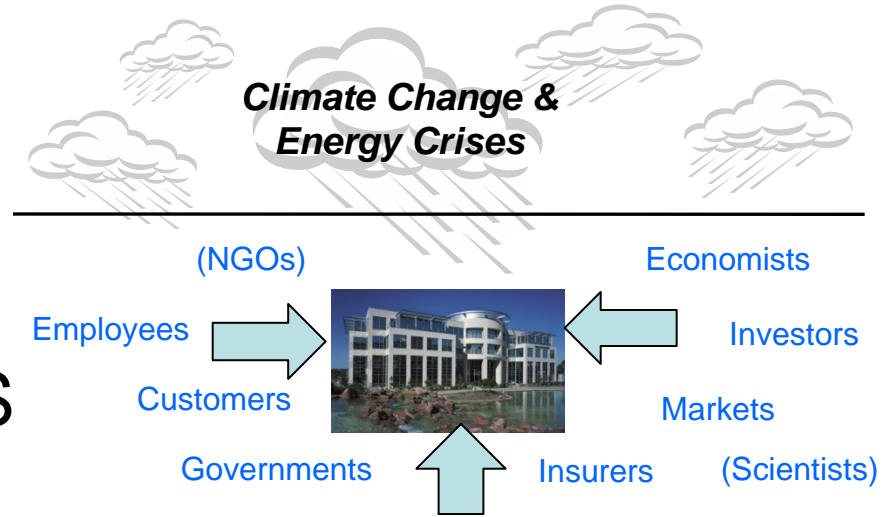 Climate Change &
Energy Crises
(NGOs)
Economists
Employees
Investors
S
Customers
Markets
Governments
Insurers
(Scientists)